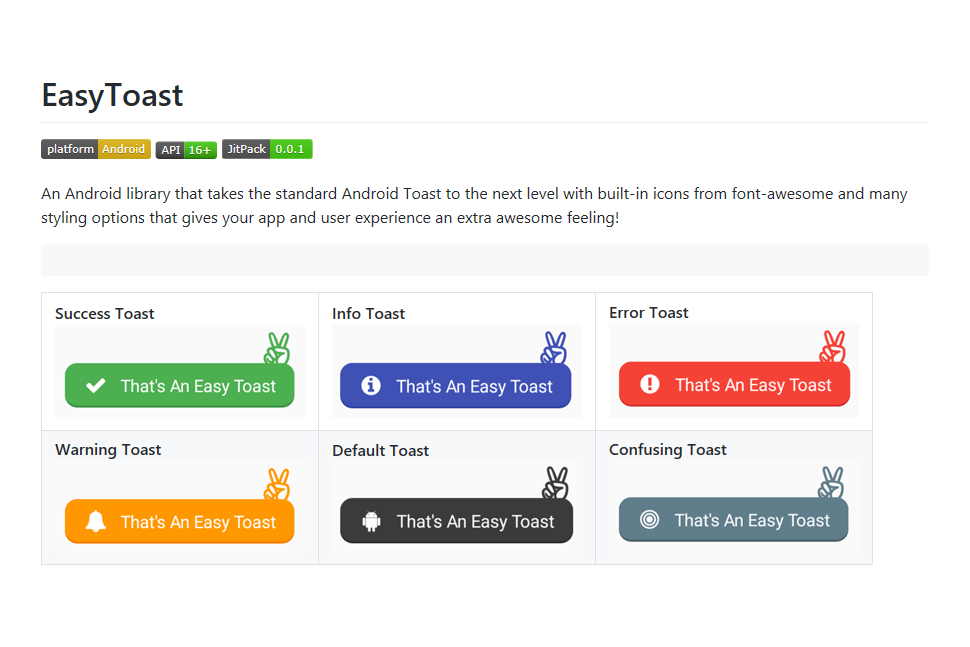 EasyToast
platform Android API 16+ JitPack 0.0.1
An Android library that takes the standard Android Toast to the next level with built-in icons from font-awesome and many
styling options that gives your app and user experience an extra awesome feeling!
Success Toast Info Toast Error Toast
That's An Easy Toast That's An Easy Toast That's An Easy Toast
Warning Toast Default Toast Confusing Toast
That's An Easy Toast That's An Easy Toast That's An Easy Toast